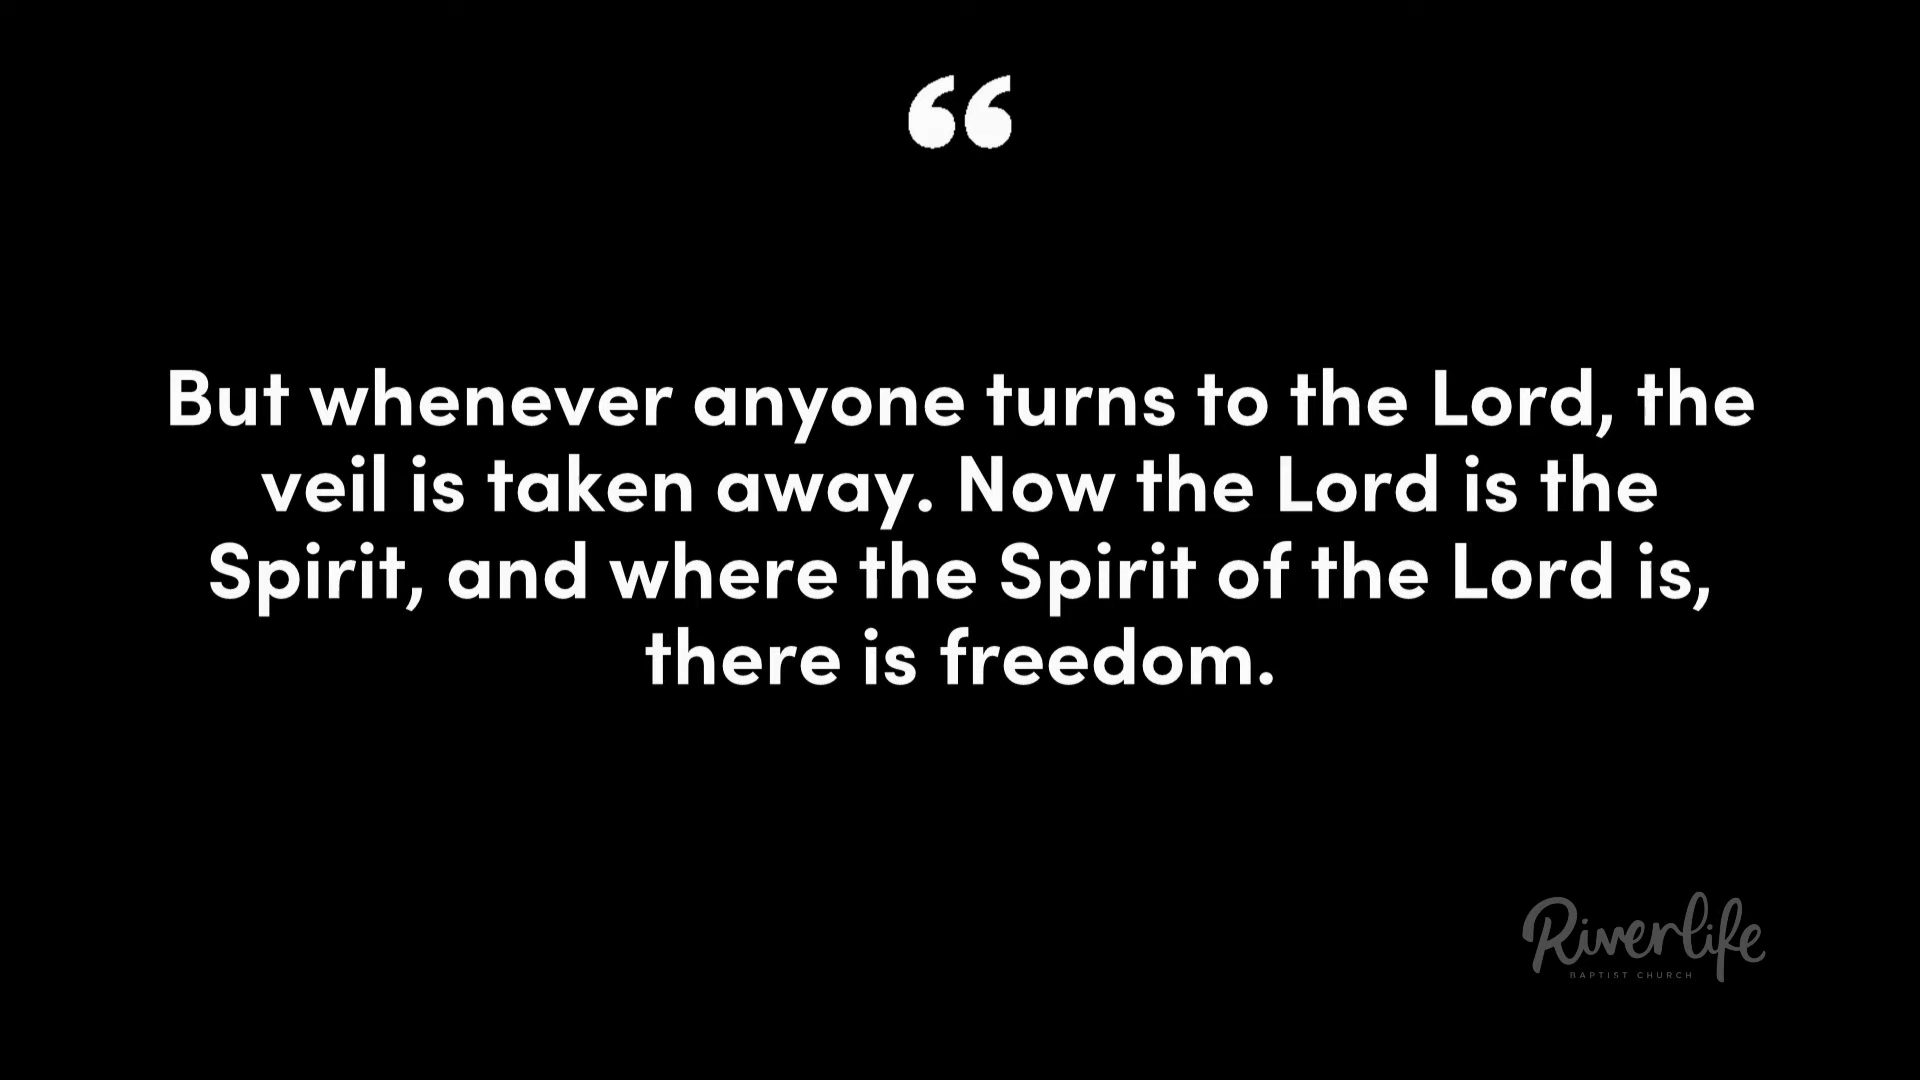 “
But whenever anyone turns to the Lord, the
veil is taken away. Now the Lord is the
Spirit, and where the Spirit of the Lord is,
there is freedom.
Riverlife
BAPTIST CHURCH